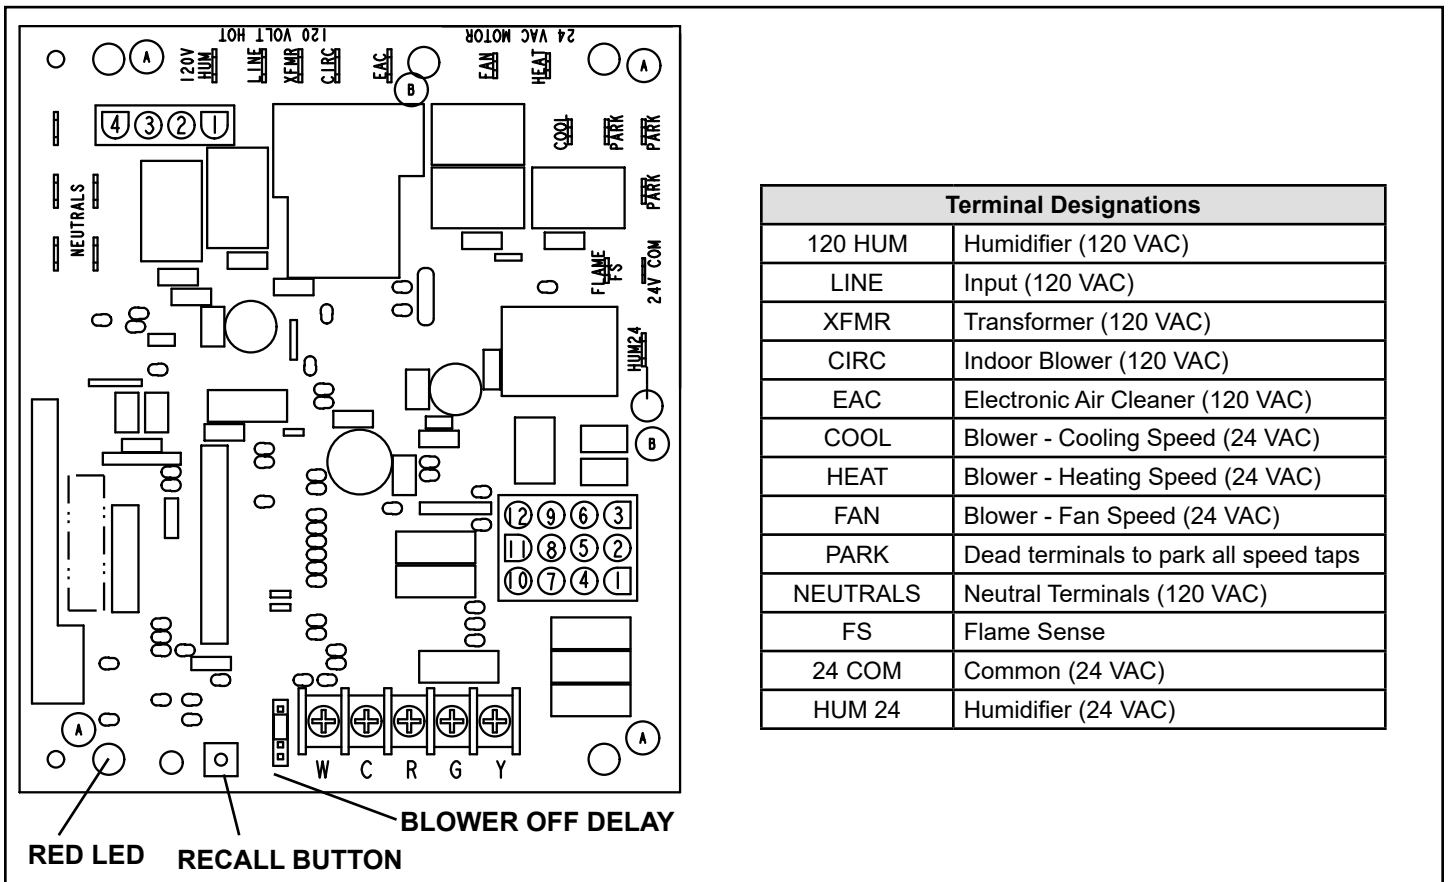 120 VOLT HOT
24 VAC MOTOR
A
120V
HUM
LINE
XFMR
CIRC
EAC
B
FAN
HEAT
A
4 3 2 1
COOL
PARK
PARK
NEUTRALS
PARK
FLAME
FS
24V COM
HUM24
B
12 9 6 3
11 8 5 2
10 7 4 1
A
A
W C R G Y
BLOWER OFF DELAY
RED LED
RECALL BUTTON
Terminal Designations
120 HUM Humidifier (120 VAC)
LINE Input (120 VAC)
XFMR Transformer (120 VAC)
CIRC Indoor Blower (120 VAC)
EAC Electronic Air Cleaner (120 VAC)
COOL Blower - Cooling Speed (24 VAC)
HEAT Blower - Heating Speed (24 VAC)
FAN Blower - Fan Speed (24 VAC)
PARK Dead terminals to park all speed taps
NEUTRALS Neutral Terminals (120 VAC)
FS Flame Sense
24 COM Common (24 VAC)
HUM 24 Humidifier (24 VAC)